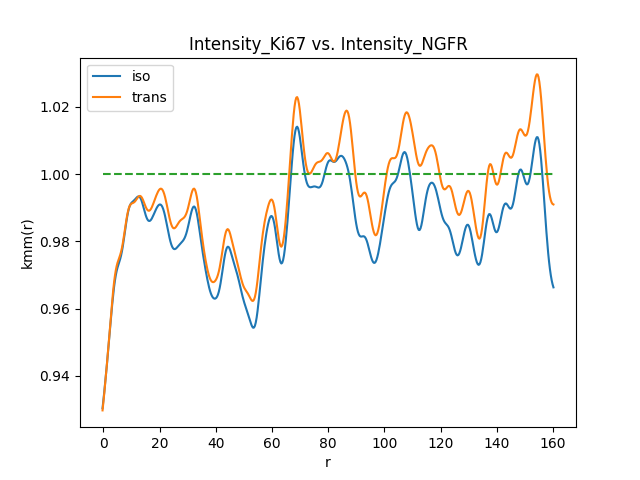 Intensity_Ki67 vs. Intensity_NGFR
iso
trans
1.02
1.00
0.98
0.96
0.94
kmm(r)
0 20 40 60 80 100 120 140 160
r